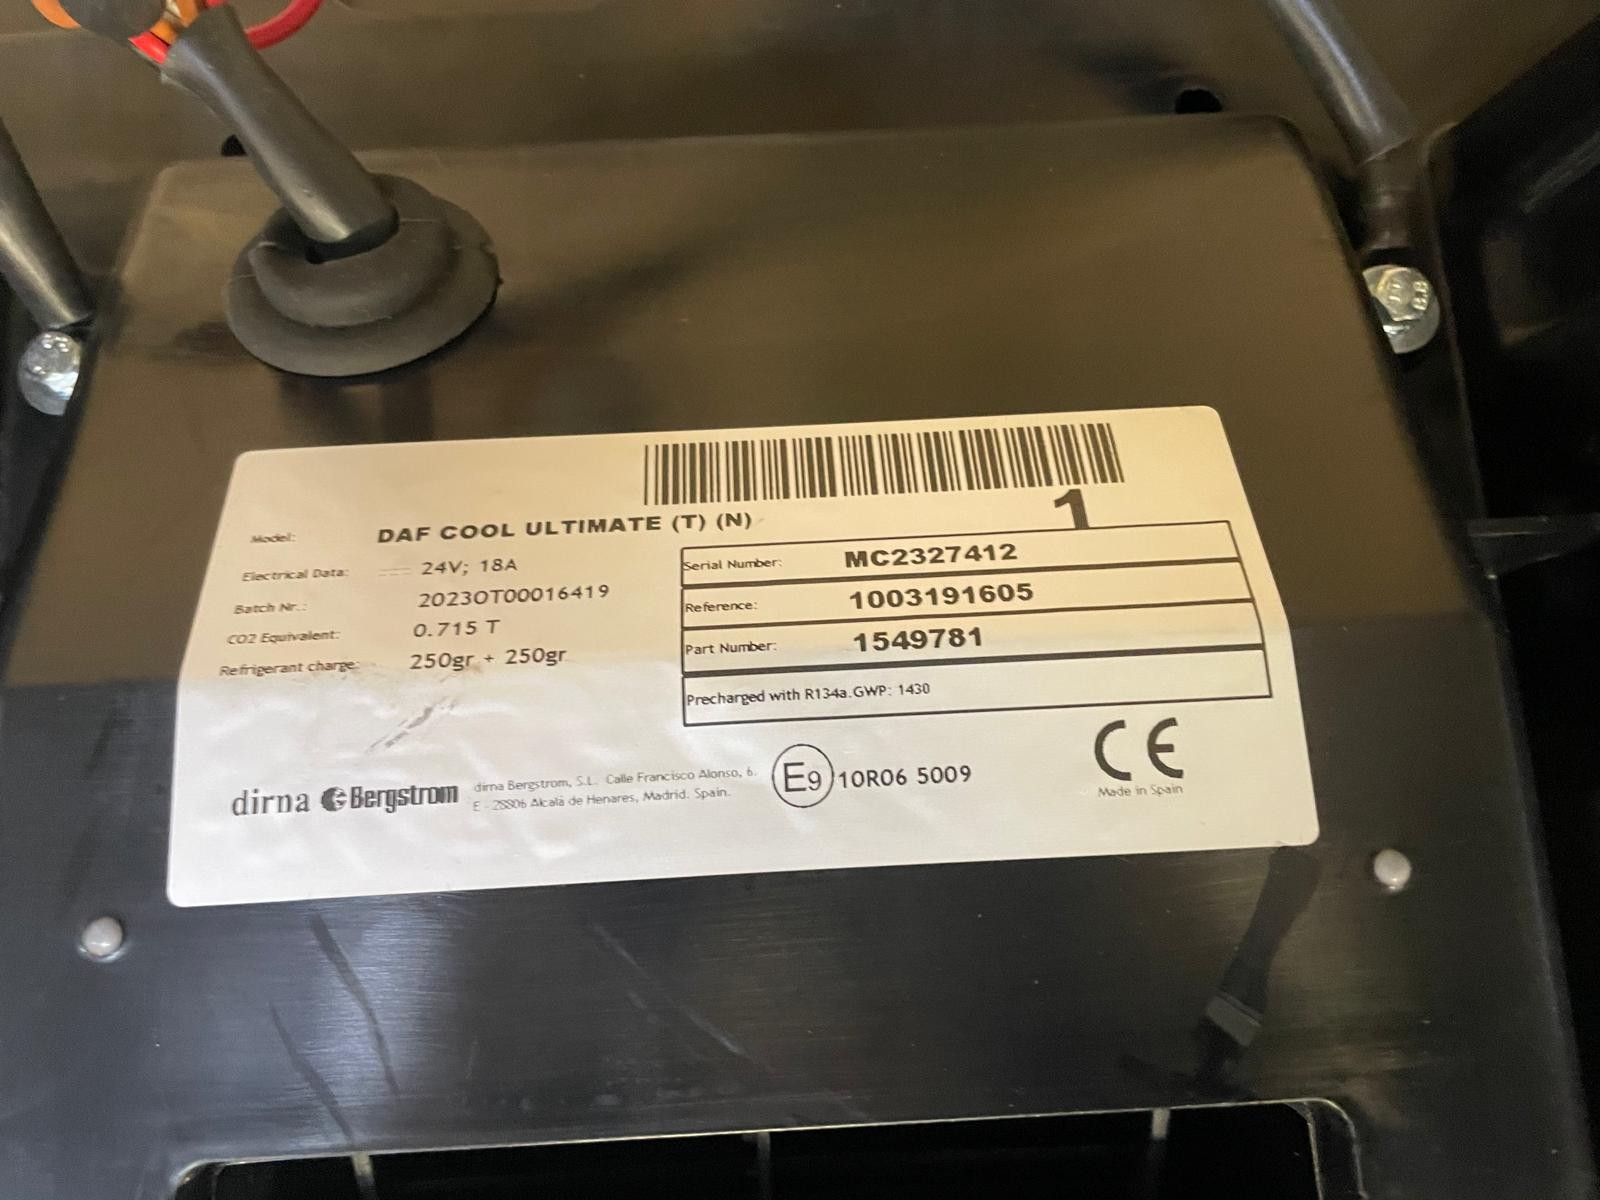 1
Model: DAF COOL ULTIMATE (T) (N)
Electrical Data: 24V; 18A
Batch Nr.: 2023OT00016419
CO2 Equivalent: 0.715 T
Refrigerant charge: 250gr + 250gr
Serial Number: MC2327412
Reference: 1003191605
Part Number: 1549781
Precharged with R134a.GWP: 1430
dirna Bergstrom
dirna Bergstrom, S.L. Calle Francisco Alonso, 6.
E - 28806 Alcalá de Henares, Madrid. Spain.
E9 10R06 5009
CE
Made in Spain